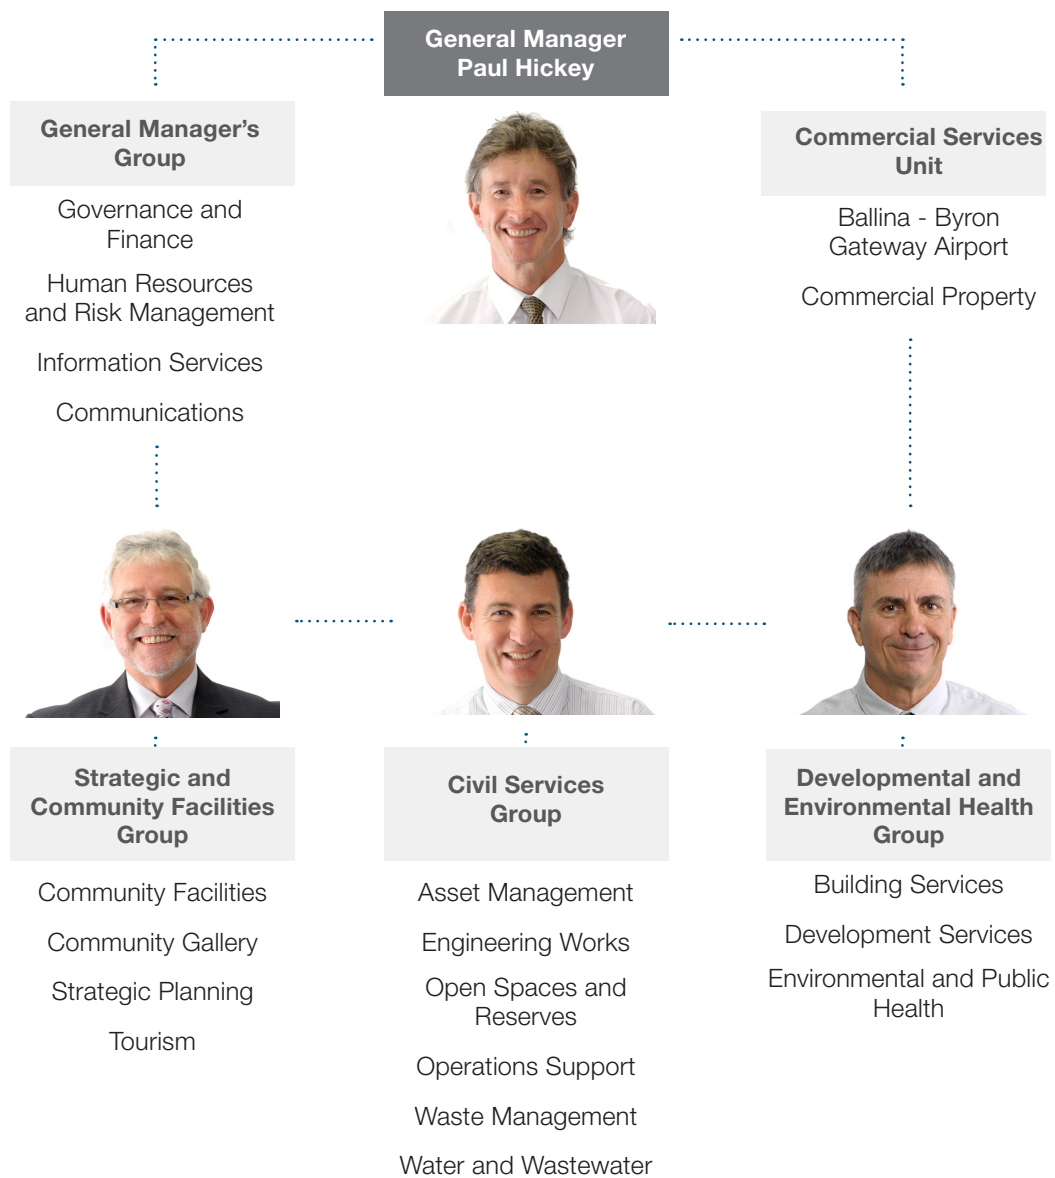 General Manager
Paul Hickey
General Manager’s
Group
Governance and
Finance
Human Resources
and Risk Management
Information Services
Communications
Commercial Services
Unit
Ballina - Byron
Gateway Airport
Commercial Property
Strategic and
Community Facilities
Group
Community Facilities
Community Gallery
Strategic Planning
Tourism
Civil Services
Group
Asset Management
Engineering Works
Open Spaces and
Reserves
Operations Support
Waste Management
Water and Wastewater
Developmental and
Environmental Health
Group
Building Services
Development Services
Environmental and Public
Health